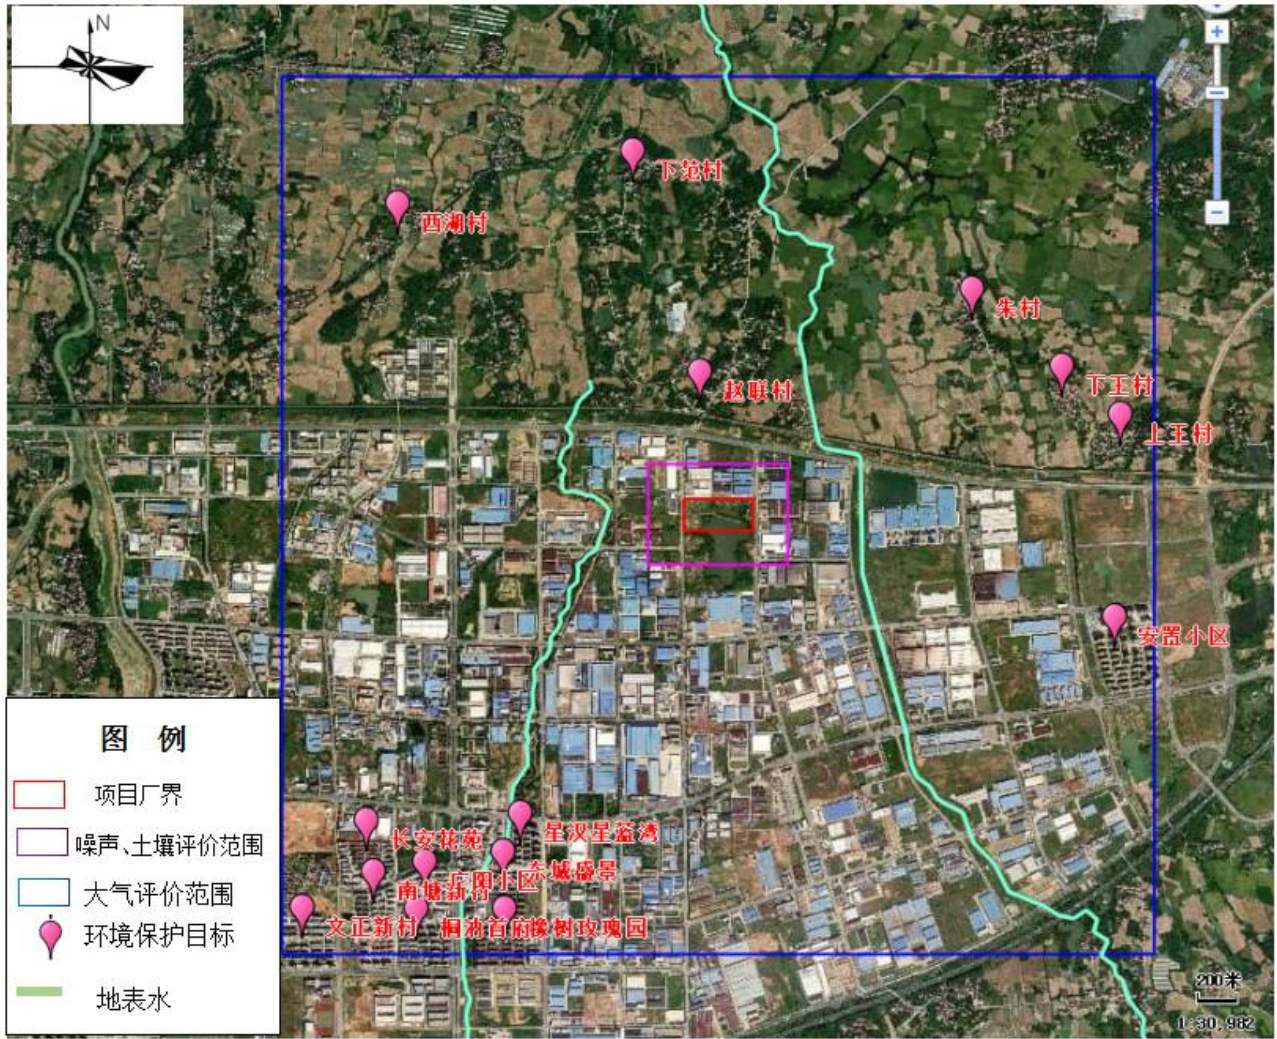 N
下范村
西湖村
朱村
下王村
赵联村
上王村
安置小区
图 例
项目厂界
噪声、土壤评价范围
大气评价范围
环境保护目标
地表水
星汉星蓝湾
长安花苑
东城盛景
广阳小区
南塘新村
文正新村
桐汭首府
橡树玫瑰园
200米
1:30,982